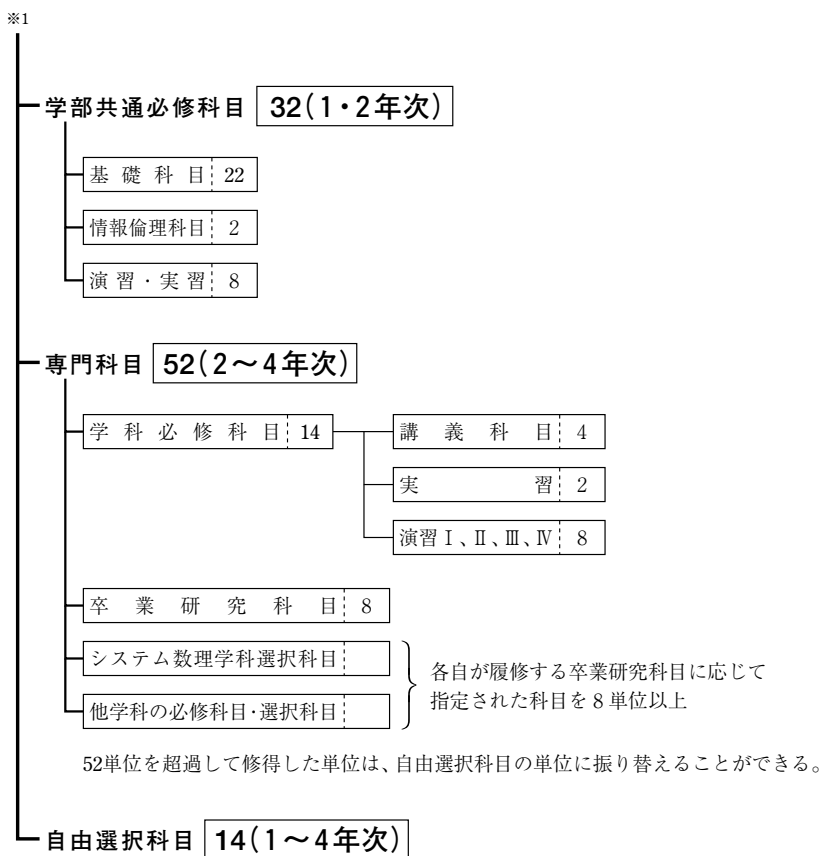 ※1
学部共通必修科目 32(1・2年次)
基礎科目 22
情報倫理科目 2
演習・実習 8
専門科目 52(2〜4年次)
学科必修科目 14
講義科目 4
実習 2
演習Ⅰ、Ⅱ、Ⅲ、Ⅳ 8
卒業研究科目 8
システム数理学科選択科目
他学科の必修科目・選択科目
各自が履修する卒業研究科目に応じて
指定された科目を8単位以上
52単位を超過して修得した単位は、自由選択科目の単位に振り替えることができる。
自由選択科目 14(1〜4年次)